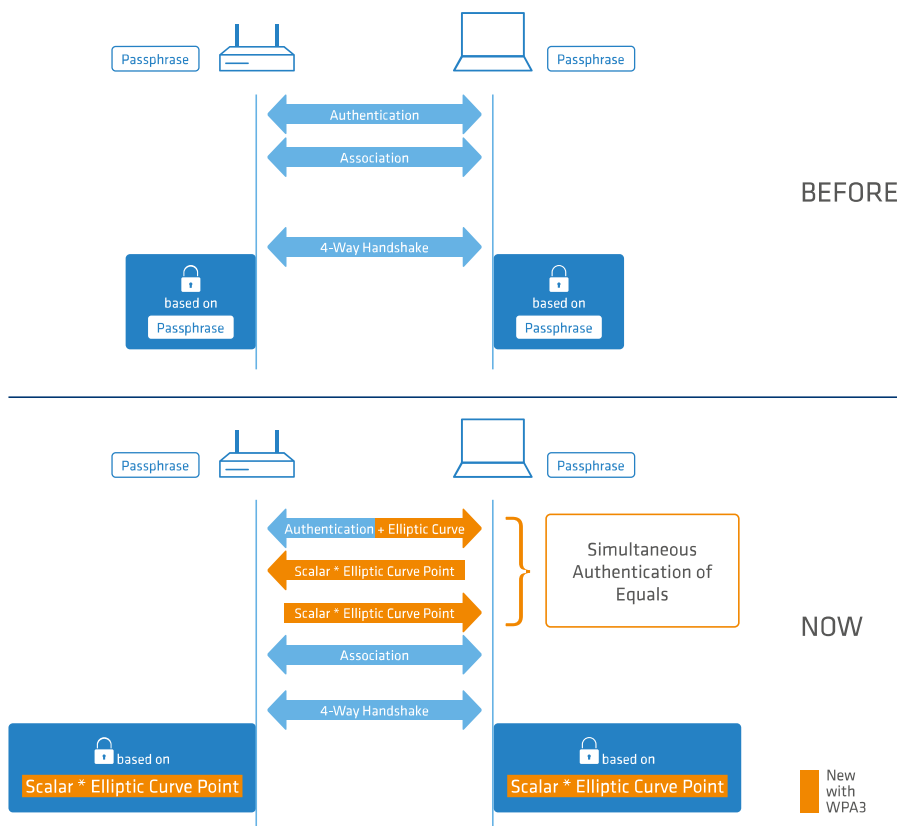 Passphrase
Passphrase
Authentication
Association
BEFORE
4-Way Handshake
based on
Passphrase
based on
Passphrase
Passphrase
Passphrase
Authentication + Elliptic Curve
Scalar * Elliptic Curve Point
Scalar * Elliptic Curve Point
Simultaneous
Authentication of
Equals
NOW
Association
4-Way Handshake
based on
Scalar * Elliptic Curve Point
based on
Scalar * Elliptic Curve Point
New
with
WPA3